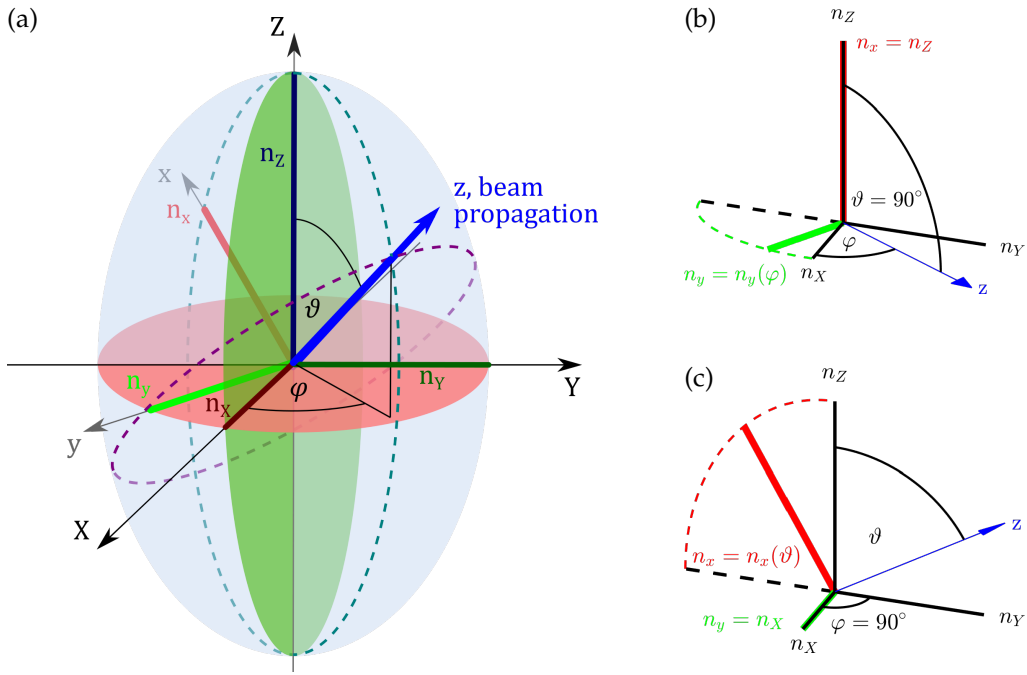 (a)
Z
n_Z
x
n_x
z, beam
propagation
ϑ
n_y
n_X
φ
n_Y
Y
y
X
(b)
n_Z
n_x = n_Z
ϑ = 90°
φ
n_Y
n_y = n_y(φ)
n_X
z
(c)
n_Z
z
ϑ
n_x = n_x(ϑ)
n_y = n_X
φ = 90°
n_Y
n_X